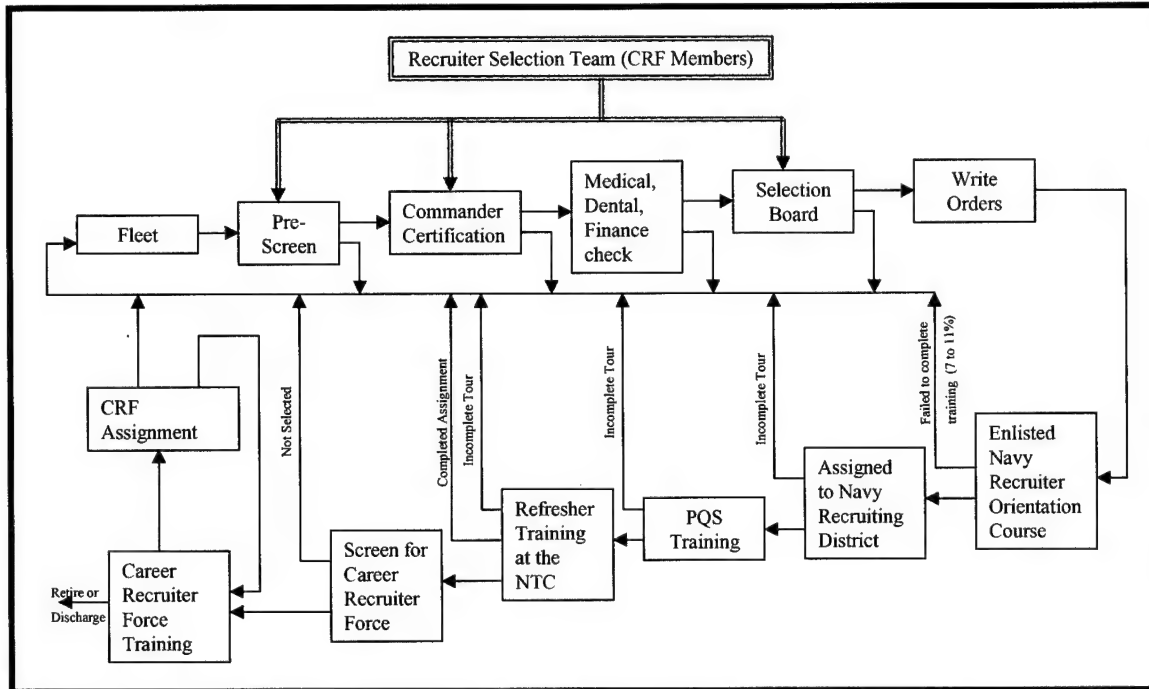 Recruiter Selection Team (CRF Members)
Fleet
Pre-
Screen
Commander
Certification
Medical,
Dental,
Finance
check
Selection
Board
Write
Orders
CRF
Assignment
Not Selected
Completed Assignment
Incomplete Tour
Incomplete Tour
Incomplete Tour
Failed to complete
training (7 to 11%)
Enlisted
Navy
Recruiter
Orientation
Course
Assigned
to Navy
Recruiting
District
PQS
Training
Refresher
Training
at the
NTC
Screen for
Career
Recruiter
Force
Career
Recruiter
Force
Training
Retire or
Discharge